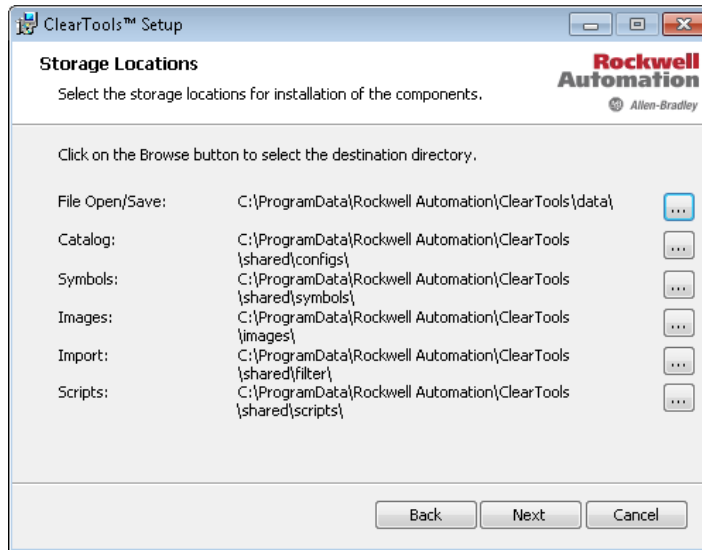 ClearTools™ Setup
Storage Locations
Select the storage locations for installation of the components.
Rockwell
Automation
Allen-Bradley
Click on the Browse button to select the destination directory.
File Open/Save: C:\ProgramData\Rockwell Automation\ClearTools\data\ ...
Catalog: C:\ProgramData\Rockwell Automation\ClearTools
\shared\configs\ ...
Symbols: C:\ProgramData\Rockwell Automation\ClearTools
\shared\symbols\ ...
Images: C:\ProgramData\Rockwell Automation\ClearTools
\images\ ...
Import: C:\ProgramData\Rockwell Automation\ClearTools
\shared\filter\ ...
Scripts: C:\ProgramData\Rockwell Automation\ClearTools
\shared\scripts\ ...
Back Next Cancel